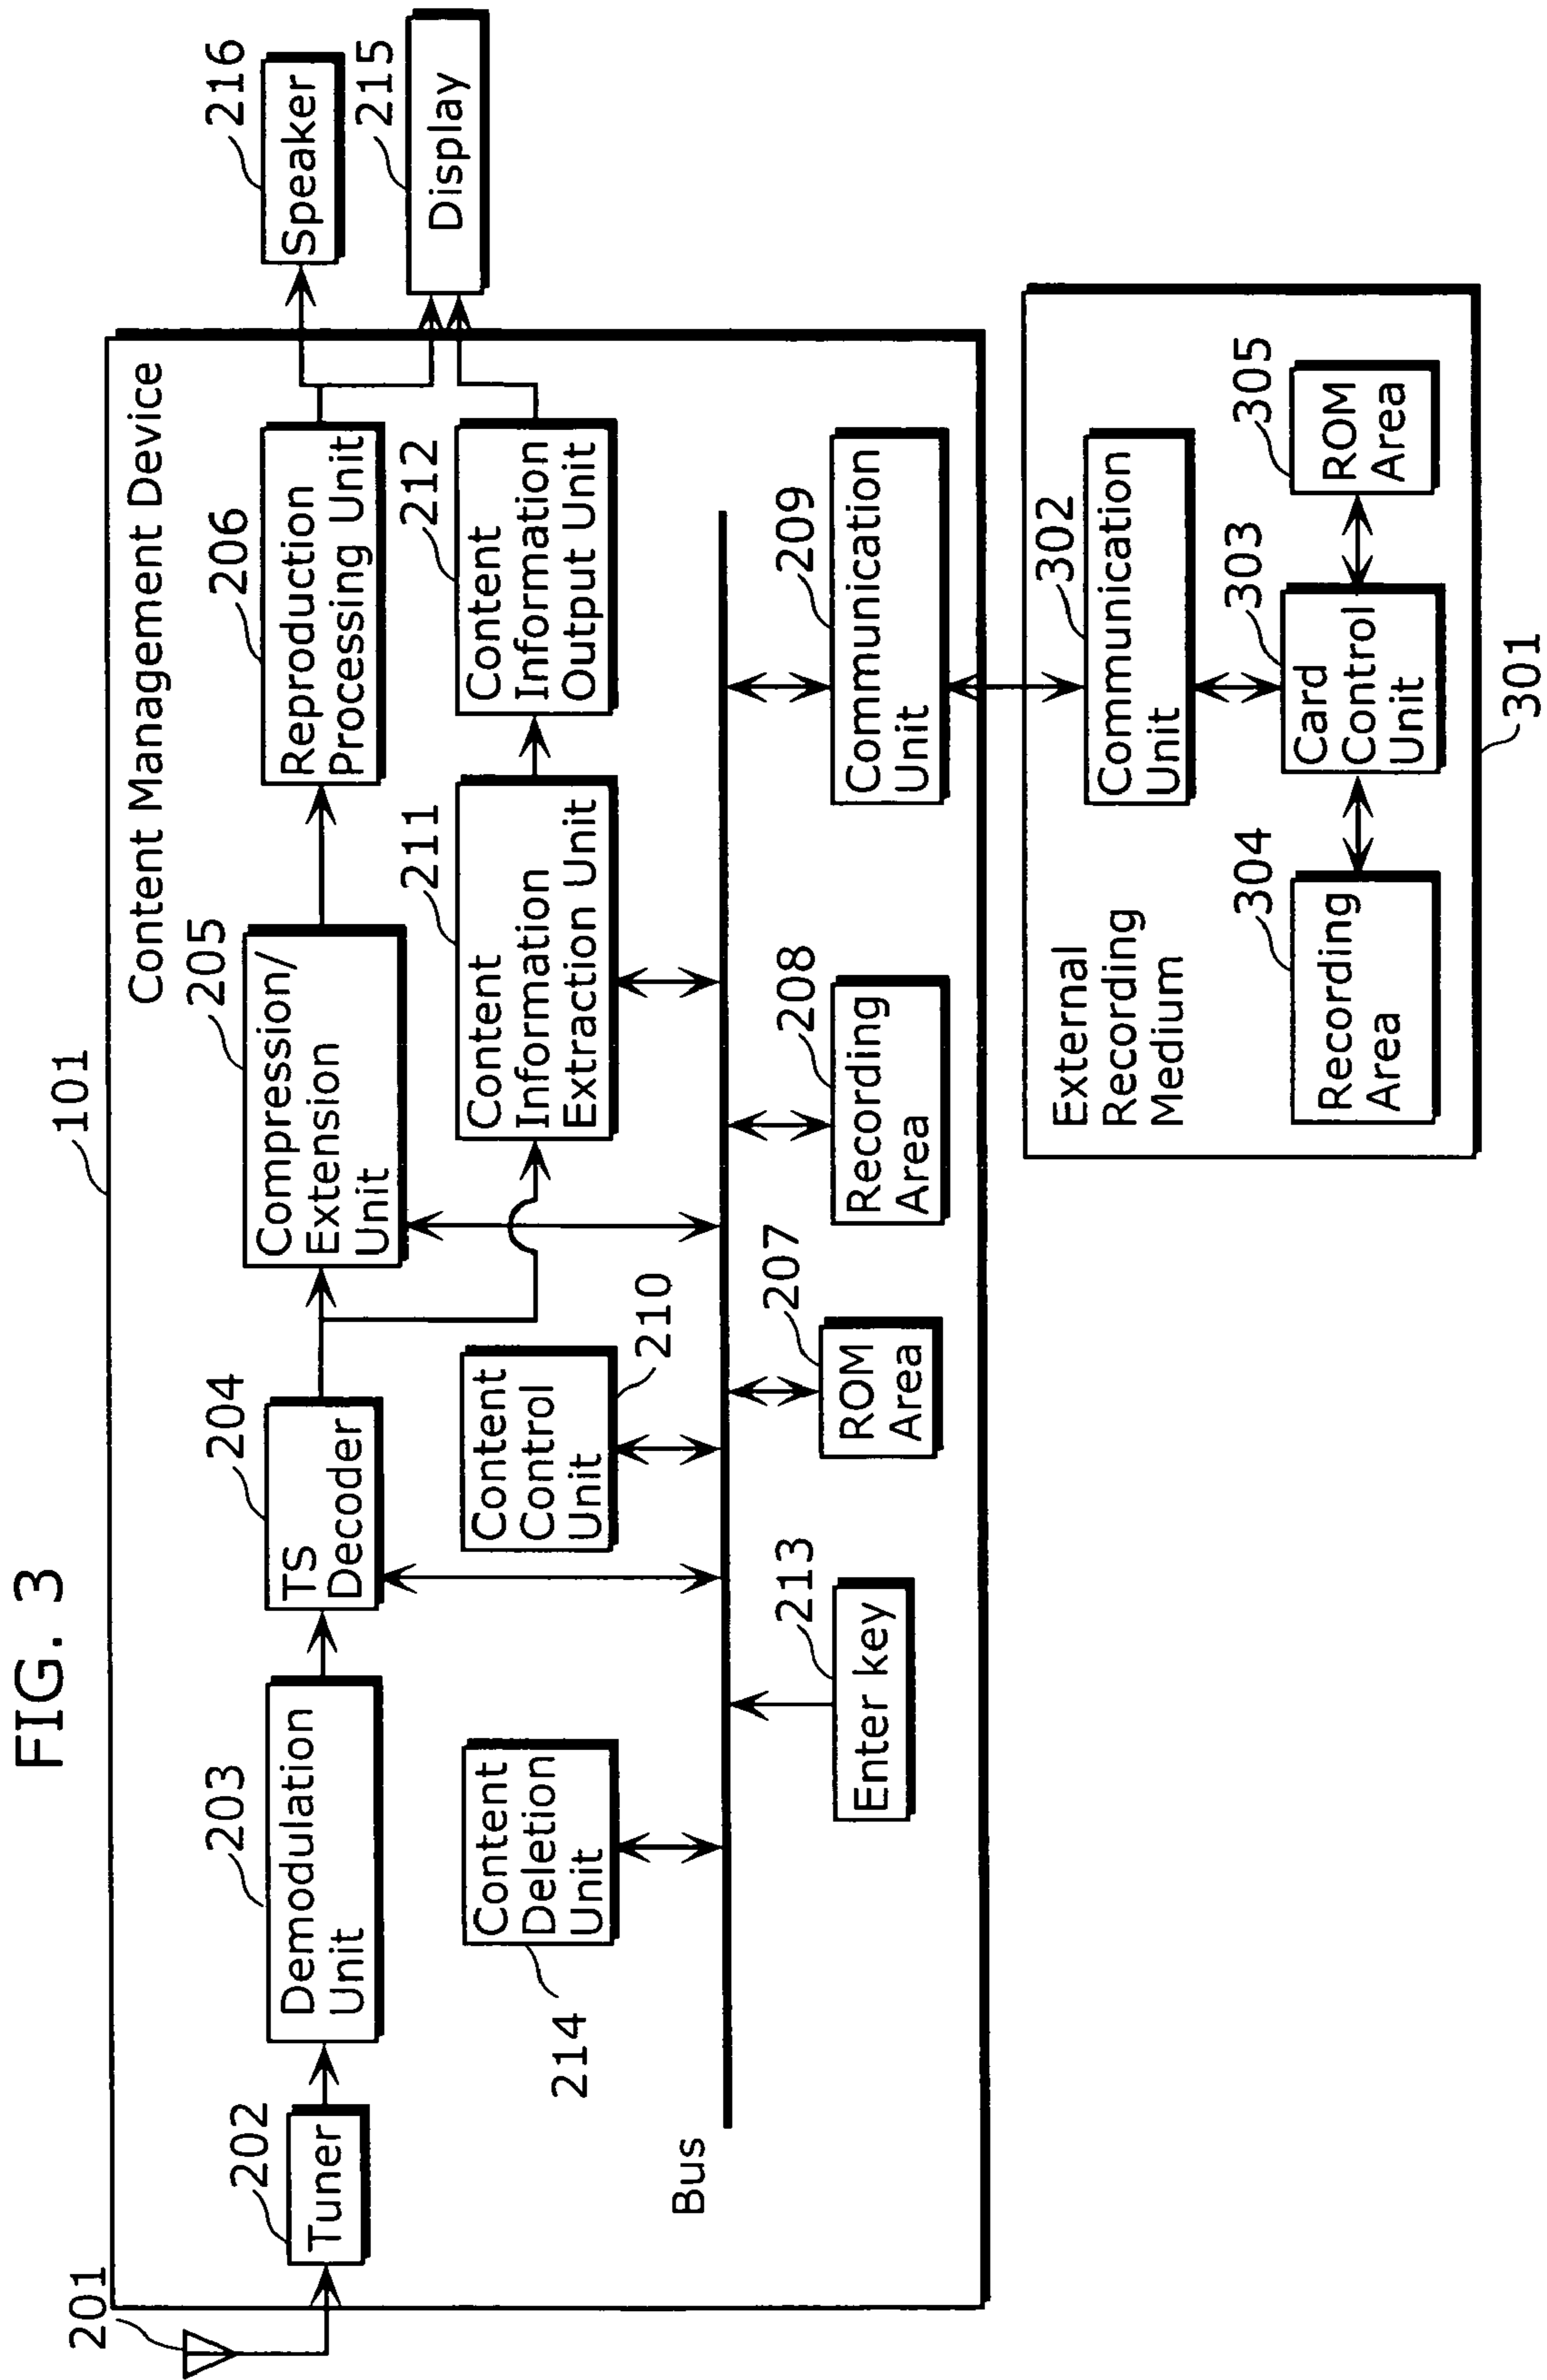 FIG. 3
101
Content Management Device
201
202
Tuner
203
Demodulation
Unit
204
TS
Decoder
205
Compression/
Extension
Unit
206
Reproduction
Processing Unit
216
Speaker
215
Display
214
Content
Deletion
Unit
210
Content
Control
Unit
211
Content
Information
Extraction Unit
212
Content
Information
Output Unit
Bus
213
Enter key
207
ROM
Area
208
Recording
Area
209
Communication
Unit
External
Recording
Medium
302
Communication
Unit
304
Recording
Area
303
Card
Control
Unit
305
ROM
Area
301